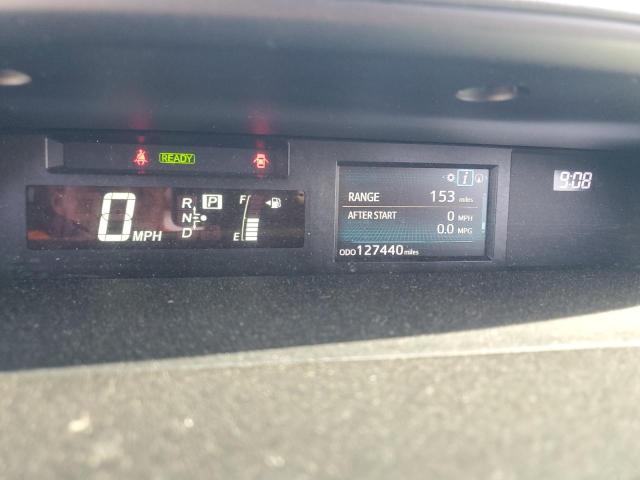 READY
0 MPH
R P
N
D
F
E
RANGE 153 miles
AFTER START 0 MPH
0.0 MPG
ODO 127440 miles
9:08